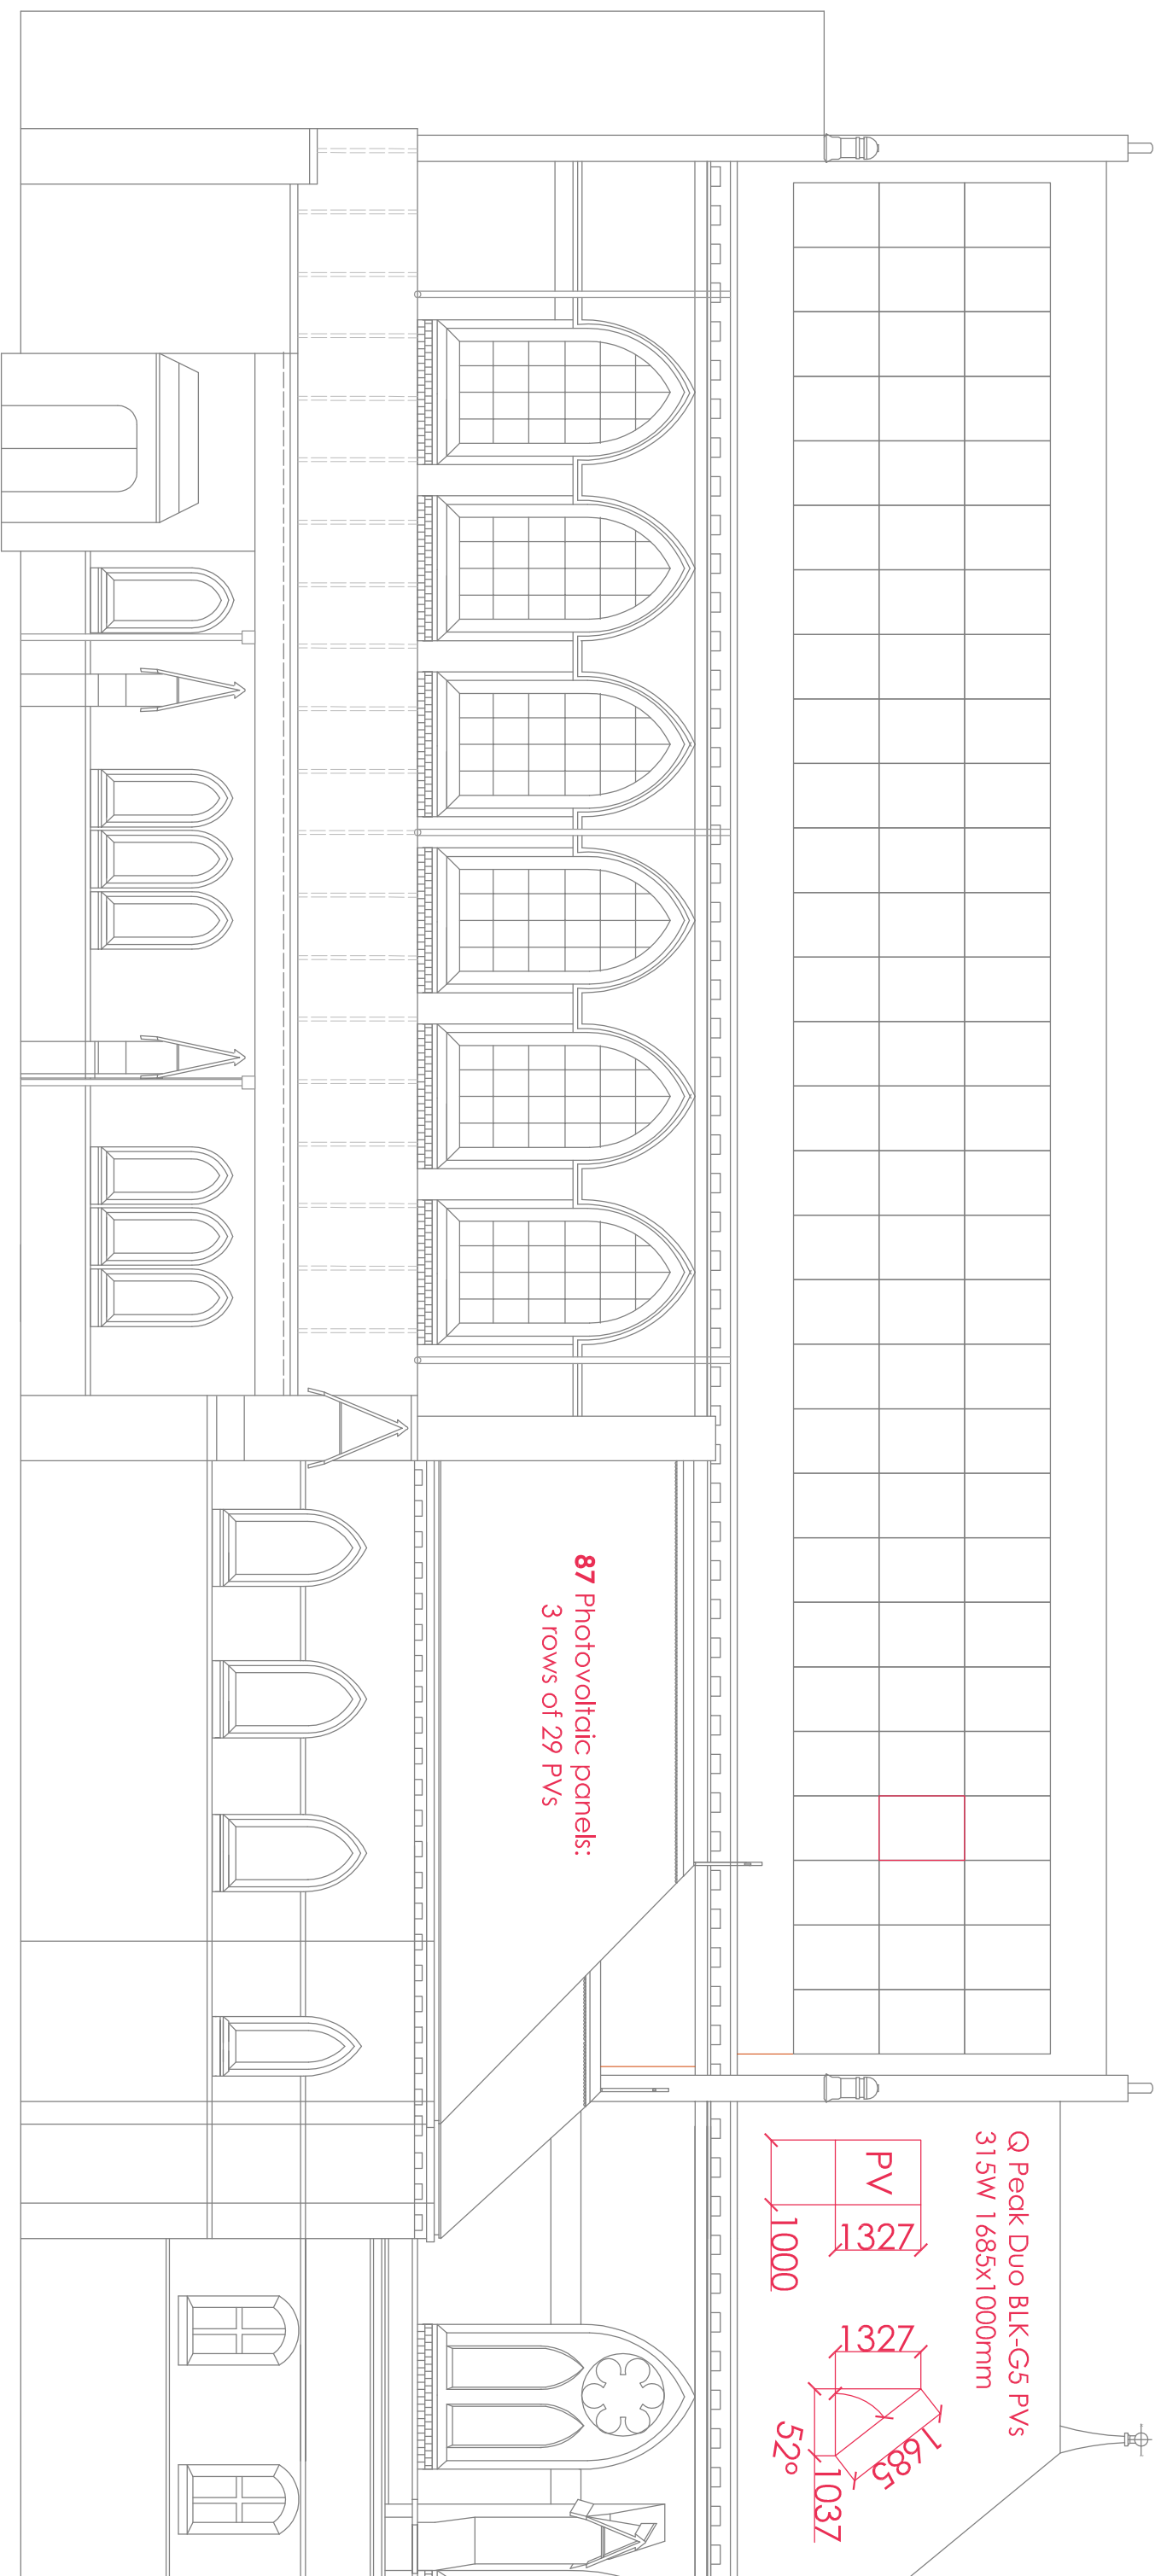 Q Peak Duo BLK-G5 PVs
315W 1685x1000mm
PV
1327
1000
1327
1685
52°
1037
87 Photovoltaic panels:
3 rows of 29 PVs